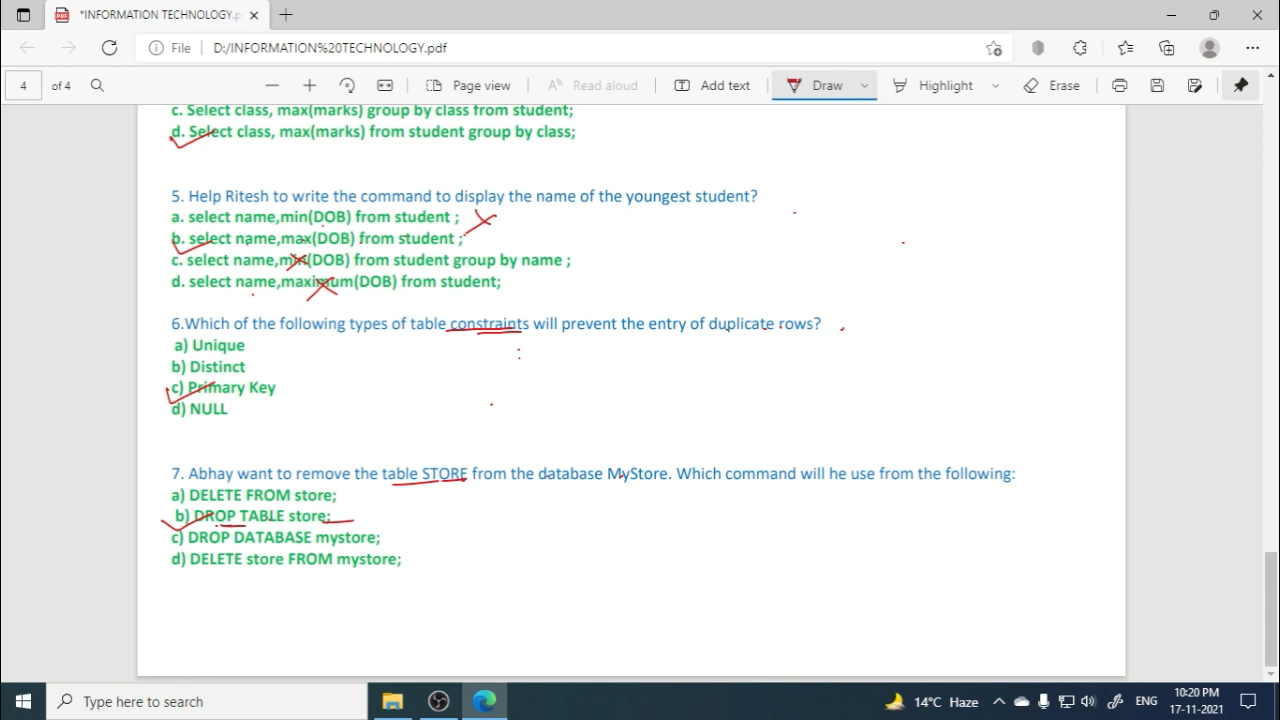 *INFORMATION TECHNOLOGY.p
File
D:/INFORMATION%20TECHNOLOGY.pdf
4
of 4
Page view
Read aloud
Add text
Draw
Highlight
Erase
c. Select class, max(marks) group by class from student;
d. Select class, max(marks) from student group by class;
5. Help Ritesh to write the command to display the name of the youngest student?
a. select name,min(DOB) from student ;
b. select name,max(DOB) from student ;
c. select name,min(DOB) from student group by name ;
d. select name,maximum(DOB) from student;
6.Which of the following types of table constraints will prevent the entry of duplicate rows?
a) Unique
b) Distinct
c) Primary Key
d) NULL
7. Abhay want to remove the table STORE from the database MyStore. Which command will he use from the following:
a) DELETE FROM store;
b) DROP TABLE store;
c) DROP DATABASE mystore;
d) DELETE store FROM mystore;
Type here to search
14°C Haze
ENG
10:20 PM
17-11-2021